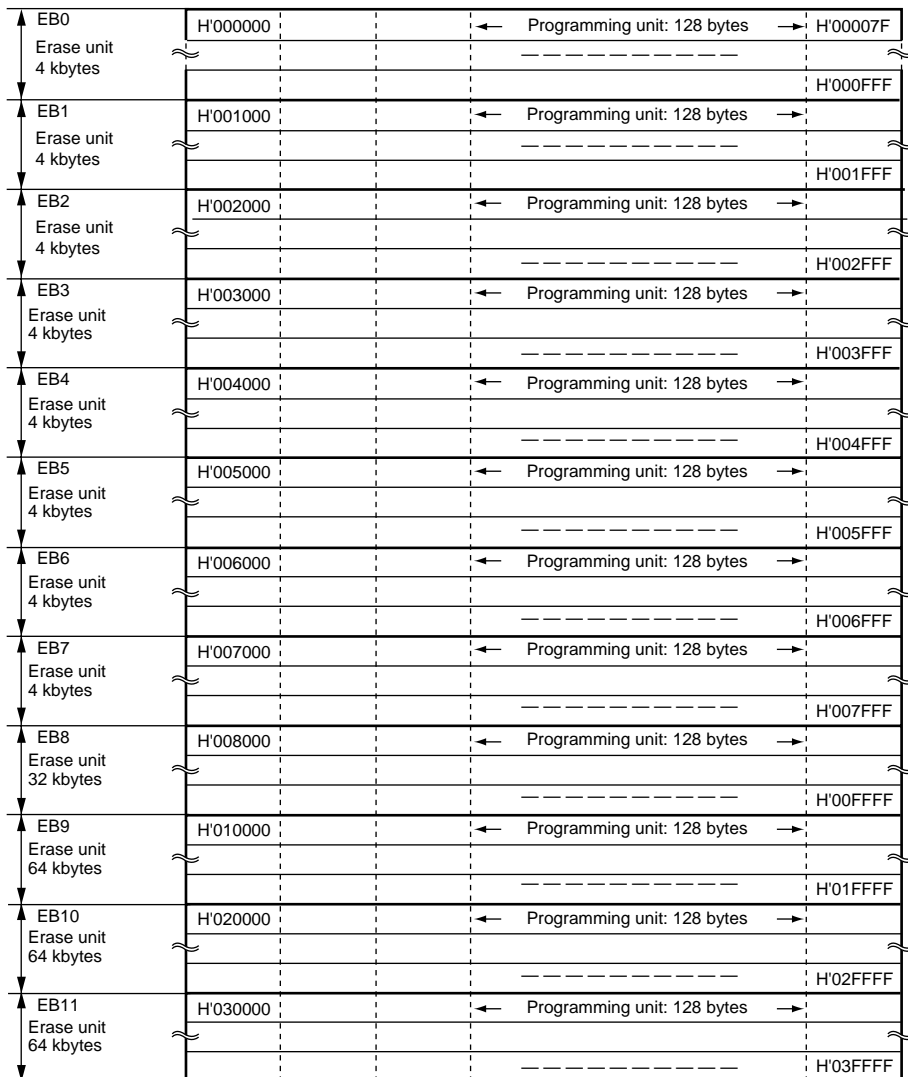 EB0
H'000000 ← Programming unit: 128 bytes → H'00007F
Erase unit
4 kbytes
H'000FFF
EB1
H'001000 ← Programming unit: 128 bytes →
Erase unit
4 kbytes
H'001FFF
EB2
H'002000 ← Programming unit: 128 bytes →
Erase unit
4 kbytes
H'002FFF
EB3
H'003000 ← Programming unit: 128 bytes →
Erase unit
4 kbytes
H'003FFF
EB4
H'004000 ← Programming unit: 128 bytes →
Erase unit
4 kbytes
H'004FFF
EB5
H'005000 ← Programming unit: 128 bytes →
Erase unit
4 kbytes
H'005FFF
EB6
H'006000 ← Programming unit: 128 bytes →
Erase unit
4 kbytes
H'006FFF
EB7
H'007000 ← Programming unit: 128 bytes →
Erase unit
4 kbytes
H'007FFF
EB8
H'008000 ← Programming unit: 128 bytes →
Erase unit
32 kbytes
H'00FFFF
EB9
H'010000 ← Programming unit: 128 bytes →
Erase unit
64 kbytes
H'01FFFF
EB10
H'020000 ← Programming unit: 128 bytes →
Erase unit
64 kbytes
H'02FFFF
EB11
H'030000 ← Programming unit: 128 bytes →
Erase unit
64 kbytes
H'03FFFF